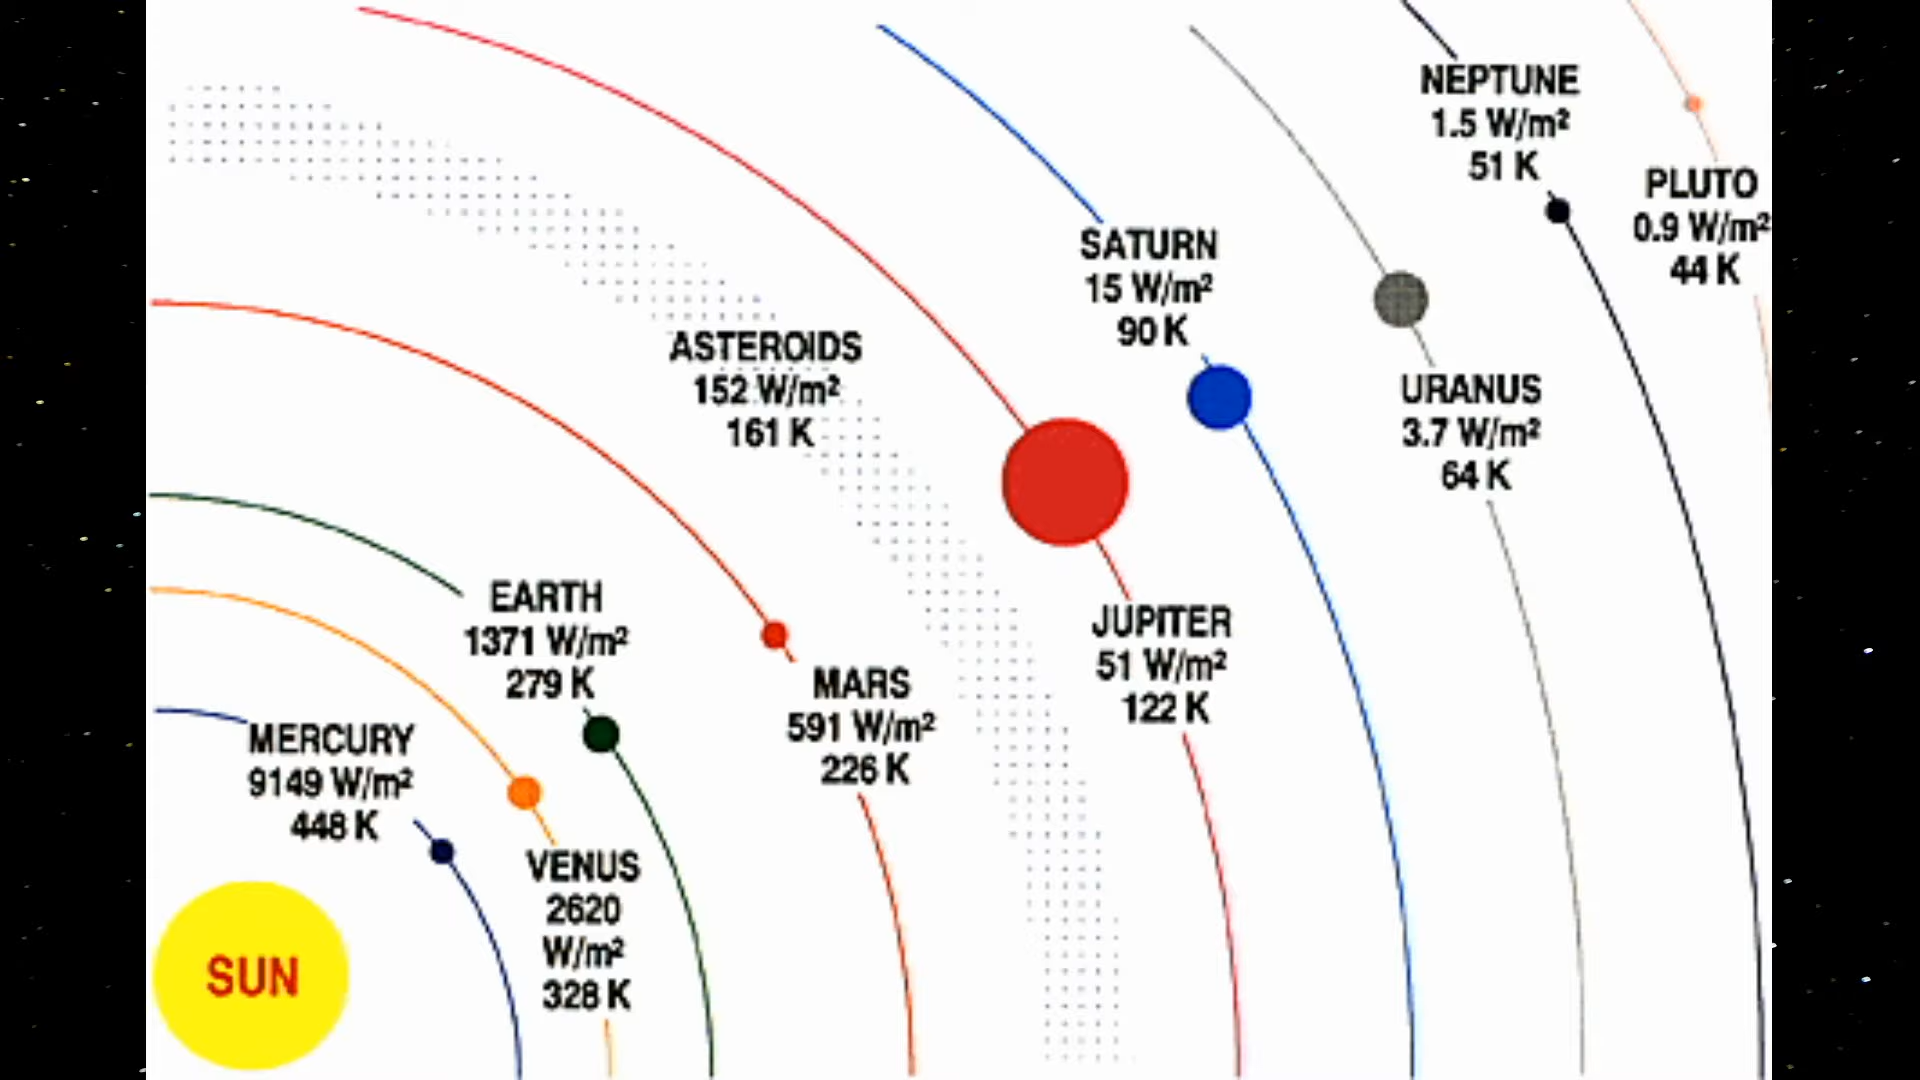 NEPTUNE
1.5 W/m²
51 K
PLUTO
0.9 W/m²
44 K
SATURN
15 W/m²
90 K
ASTEROIDS
152 W/m²
161 K
URANUS
3.7 W/m²
64 K
EARTH
1371 W/m²
279 K
JUPITER
51 W/m²
122 K
MARS
591 W/m²
226 K
MERCURY
9149 W/m²
448 K
VENUS
2620
W/m²
328 K
SUN